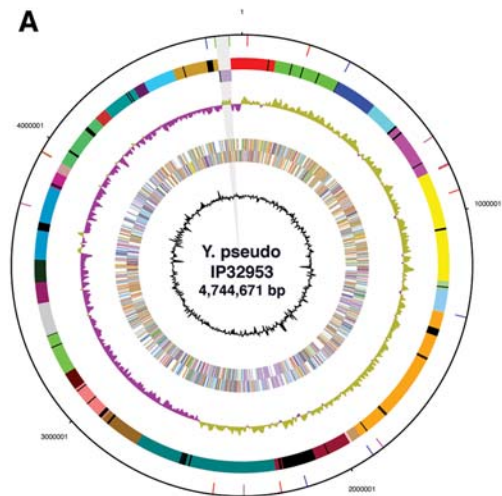 A
1
4000001
1000001
Y. pseudo
IP32953
4,744,671 bp
3000001
2000001